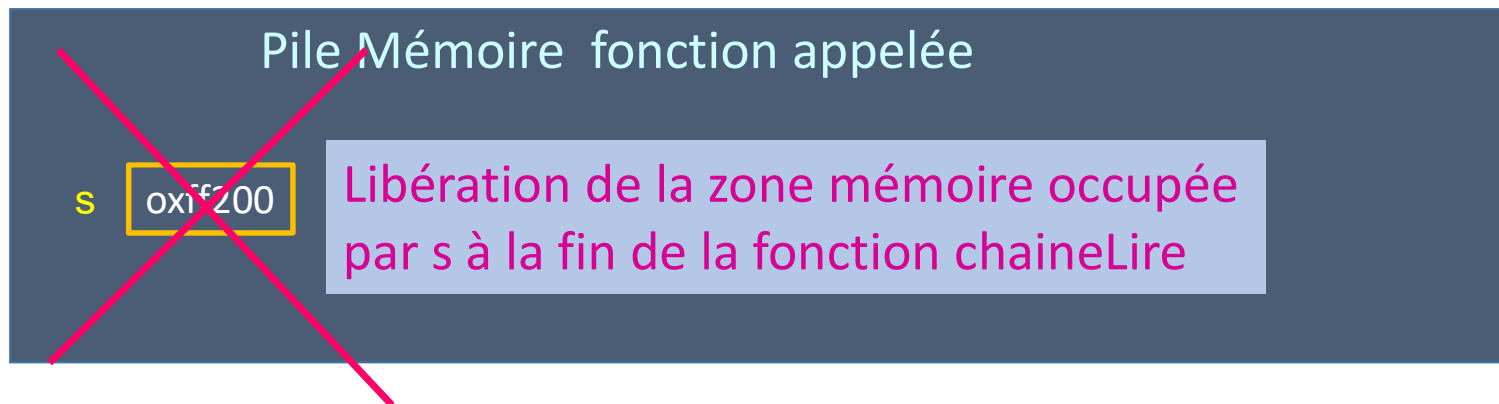 Pile Mémoire fonction appelée
s oxff200
Libération de la zone mémoire occupée
par s à la fin de la fonction chaineLire